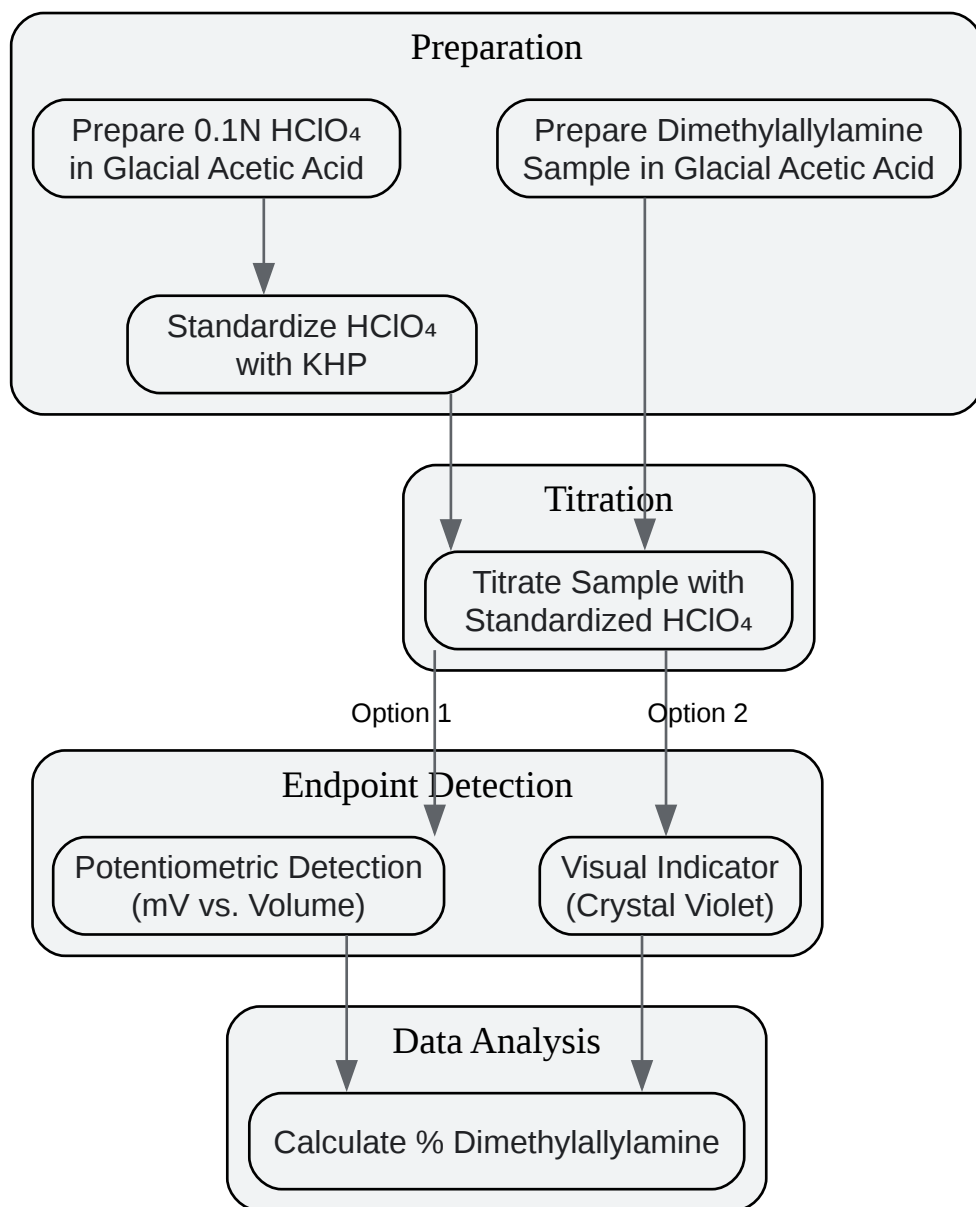 Preparation
Prepare 0.1N HClO₄
in Glacial Acetic Acid
Prepare Dimethylallylamine
Sample in Glacial Acetic Acid
Standardize HClO₄
with KHP
Titration
Titrate Sample with
Standardized HClO₄
Option 1
Option 2
Endpoint Detection
Potentiometric Detection
(mV vs. Volume)
Visual Indicator
(Crystal Violet)
Data Analysis
Calculate % Dimethylallylamine